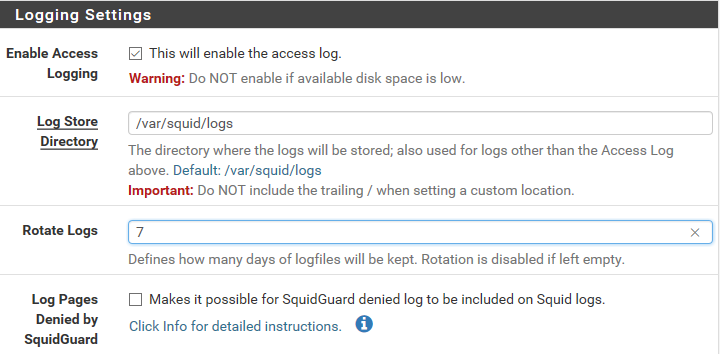 Logging Settings
Enable Access Logging
This will enable the access log.
Warning: Do NOT enable if available disk space is low.
Log Store Directory
/var/squid/logs
The directory where the logs will be stored; also used for logs other than the Access Log
above. Default: /var/squid/logs
Important: Do NOT include the trailing / when setting a custom location.
Rotate Logs
7
Defines how many days of logfiles will be kept. Rotation is disabled if left empty.
Log Pages Denied by SquidGuard
Makes it possible for SquidGuard denied log to be included on Squid logs.
Click Info for detailed instructions.